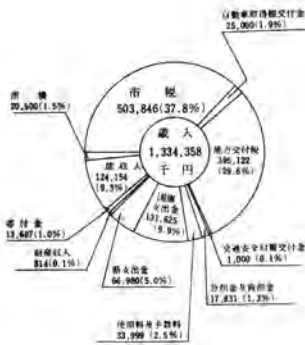 自動車取得税交付金
25,000(1.9%)
市税
503,846(37.8%)
市債
20,500(1.5%)
歳入
1,334,358
千円
地方交付税
395,122
(29.6%)
諸収入
124,154
(9.3%)
国庫
支出金
131,625
(9.9%)
寄付金
13,687(1.0%)
財産収入
814(0.1%)
県支出金
66,980(5.0%)
交通安全対策交付金
1,000(0.1%)
分担金及負担金
17,631(1.3%)
使用料及手数料
33,999(2.5%)